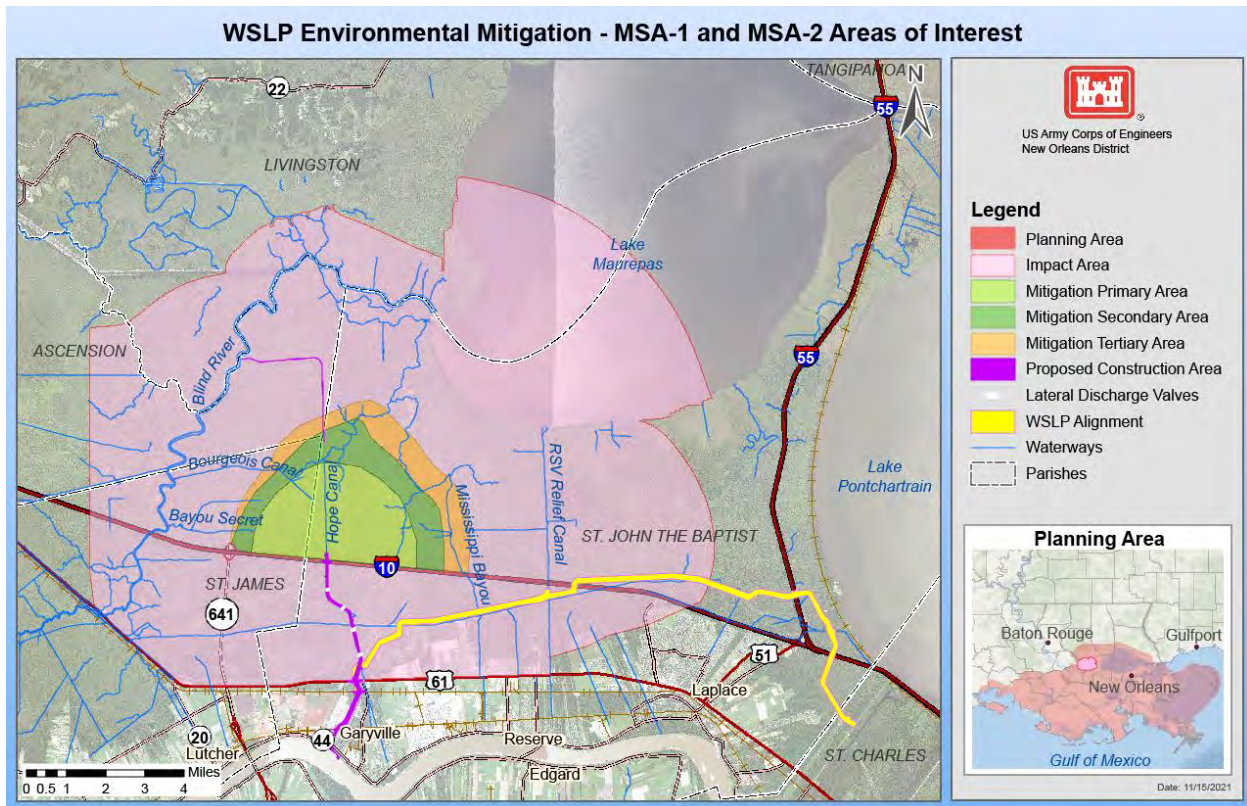 WSLP Environmental Mitigation - MSA-1 and MSA-2 Areas of Interest
TANGIPAHOA
N
22
55
LIVINGSTON
Lake
Maurepas
ASCENSION
Blind River
55
Bourgeois Canal
Hope Canal
Bayou Secret
Mississippi Bayou
RSV Relief Canal
Lake
Pontchartrain
ST. JOHN THE BAPTIST
ST. JAMES
10
641
61
51
Laplace
20
Lutcher
44
Garyville
Reserve
Edgard
ST. CHARLES
Miles
0 0.5 1 2 3 4
®
US Army Corps of Engineers
New Orleans District
Legend
Planning Area
Impact Area
Mitigation Primary Area
Mitigation Secondary Area
Mitigation Tertiary Area
Proposed Construction Area
Lateral Discharge Valves
WSLP Alignment
Waterways
Parishes
Planning Area
Baton Rouge
Gulfport
New Orleans
Gulf of Mexico
Date: 11/15/2021